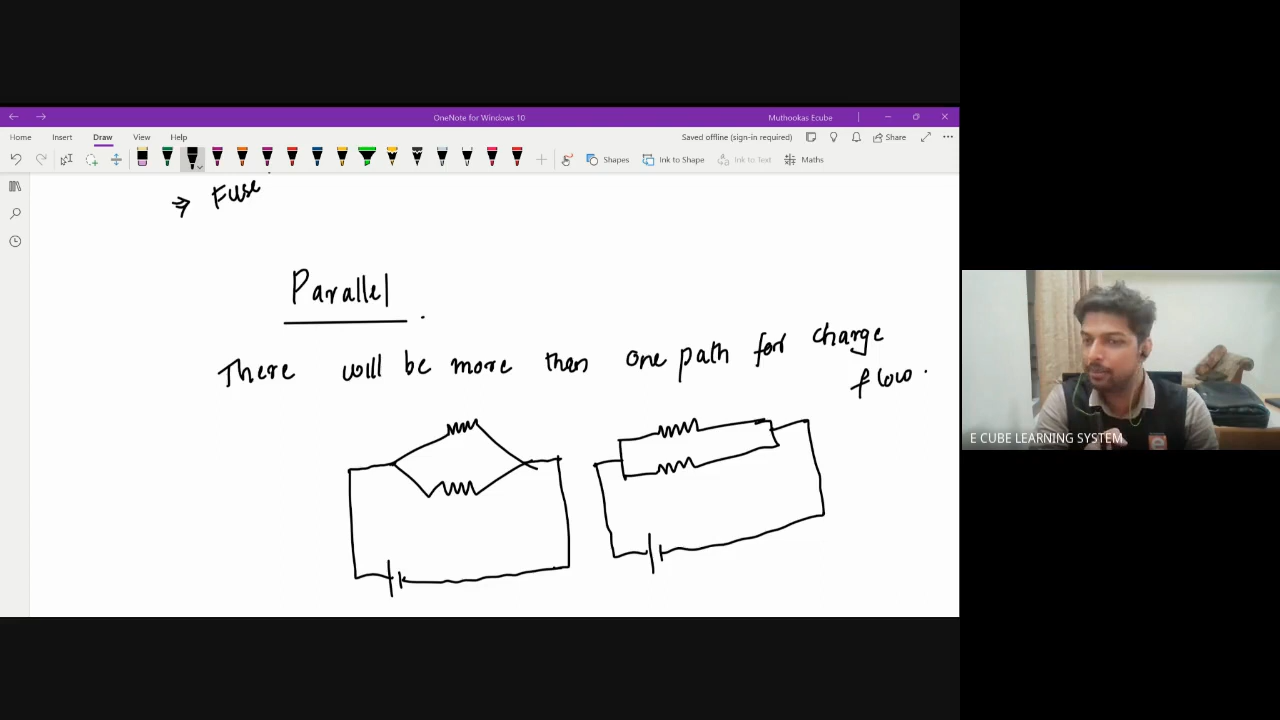 OneNote for Windows 10
Muthookas Ecube
Home Insert Draw View Help
Saved offline (sign-in required)
Share
Shapes
Ink to Shape
Ink to Text
Maths
⇒ Fuse
Parallel
There will be more than one path for charge
flow.
E CUBE LEARNING SYSTEM